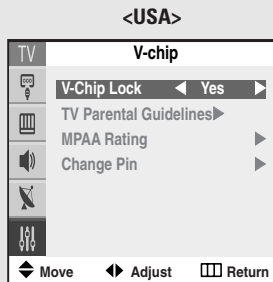 <USA>
TV V-chip
V-Chip Lock Yes
TV Parental Guidelines
MPAA Rating
Change Pin
Move Adjust Return